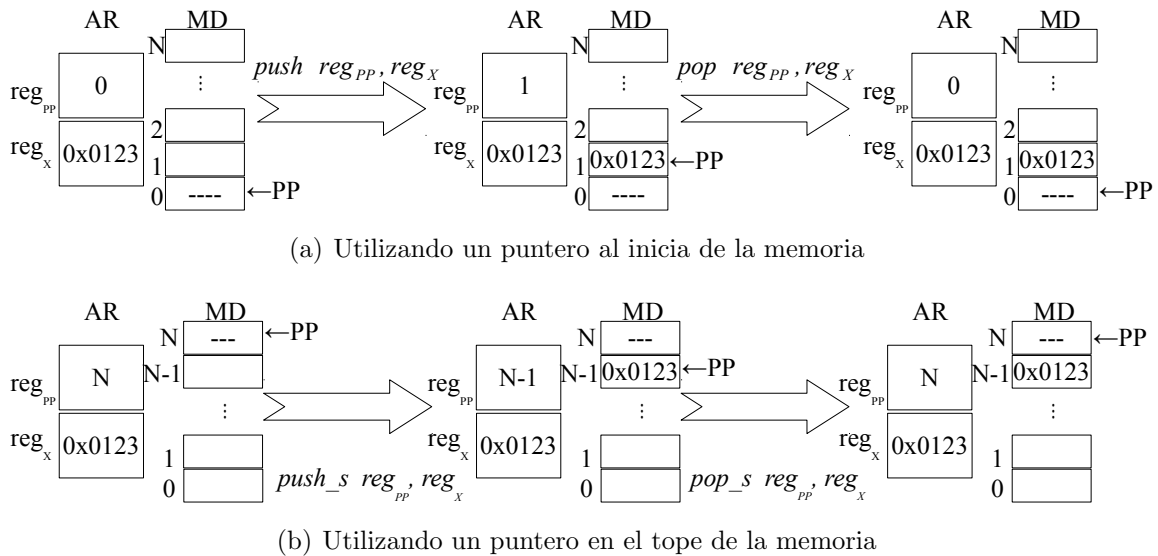 AR MD AR MD AR MD
N N N
push reg_PP, reg_X pop reg_PP, reg_X
⋮ ⋮ ⋮
reg_PP 0 reg_PP 1 reg_PP 0
2 2 2
reg_X 0x0123 1 reg_X 0x0123 1 0x0123 ←PP reg_X 0x0123 1 0x0123
0 ---- ←PP 0 ---- 0 ---- ←PP
(a) Utilizando un puntero al inicia de la memoria
AR MD AR MD AR MD
N --- ←PP N --- N --- ←PP
reg_PP N N-1 reg_PP N-1 N-1 0x0123 ←PP reg_PP N N-1 0x0123
⋮ ⋮ ⋮
reg_X 0x0123 1 reg_X 0x0123 1 reg_X 0x0123 1
0 push_s reg_PP, reg_X 0 pop_s reg_PP, reg_X 0
(b) Utilizando un puntero en el tope de la memoria